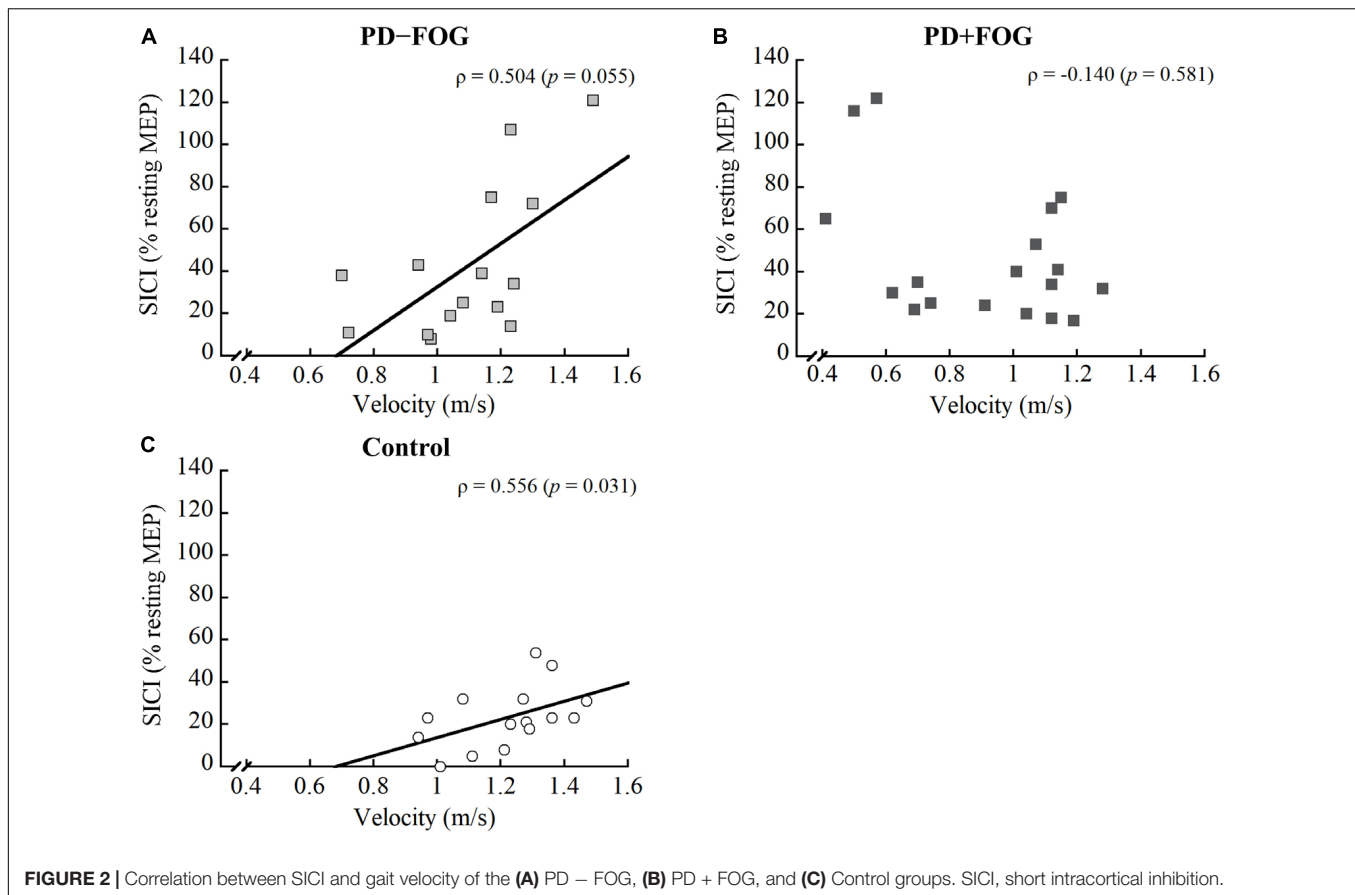 A
PD−FOG
ρ = 0.504 (p = 0.055)
SICI (% resting MEP)
140
120
100
80
60
40
20
0
0.4 0.6 0.8 1 1.2 1.4 1.6
Velocity (m/s)
B
PD+FOG
ρ = -0.140 (p = 0.581)
SICI (% resting MEP)
140
120
100
80
60
40
20
0
0.4 0.6 0.8 1 1.2 1.4 1.6
Velocity (m/s)
C
Control
ρ = 0.556 (p = 0.031)
SICI (% resting MEP)
140
120
100
80
60
40
20
0
0.4 0.6 0.8 1 1.2 1.4 1.6
Velocity (m/s)
FIGURE 2 | Correlation between SICI and gait velocity of the (A) PD − FOG, (B) PD + FOG, and (C) Control groups. SICI, short intracortical inhibition.